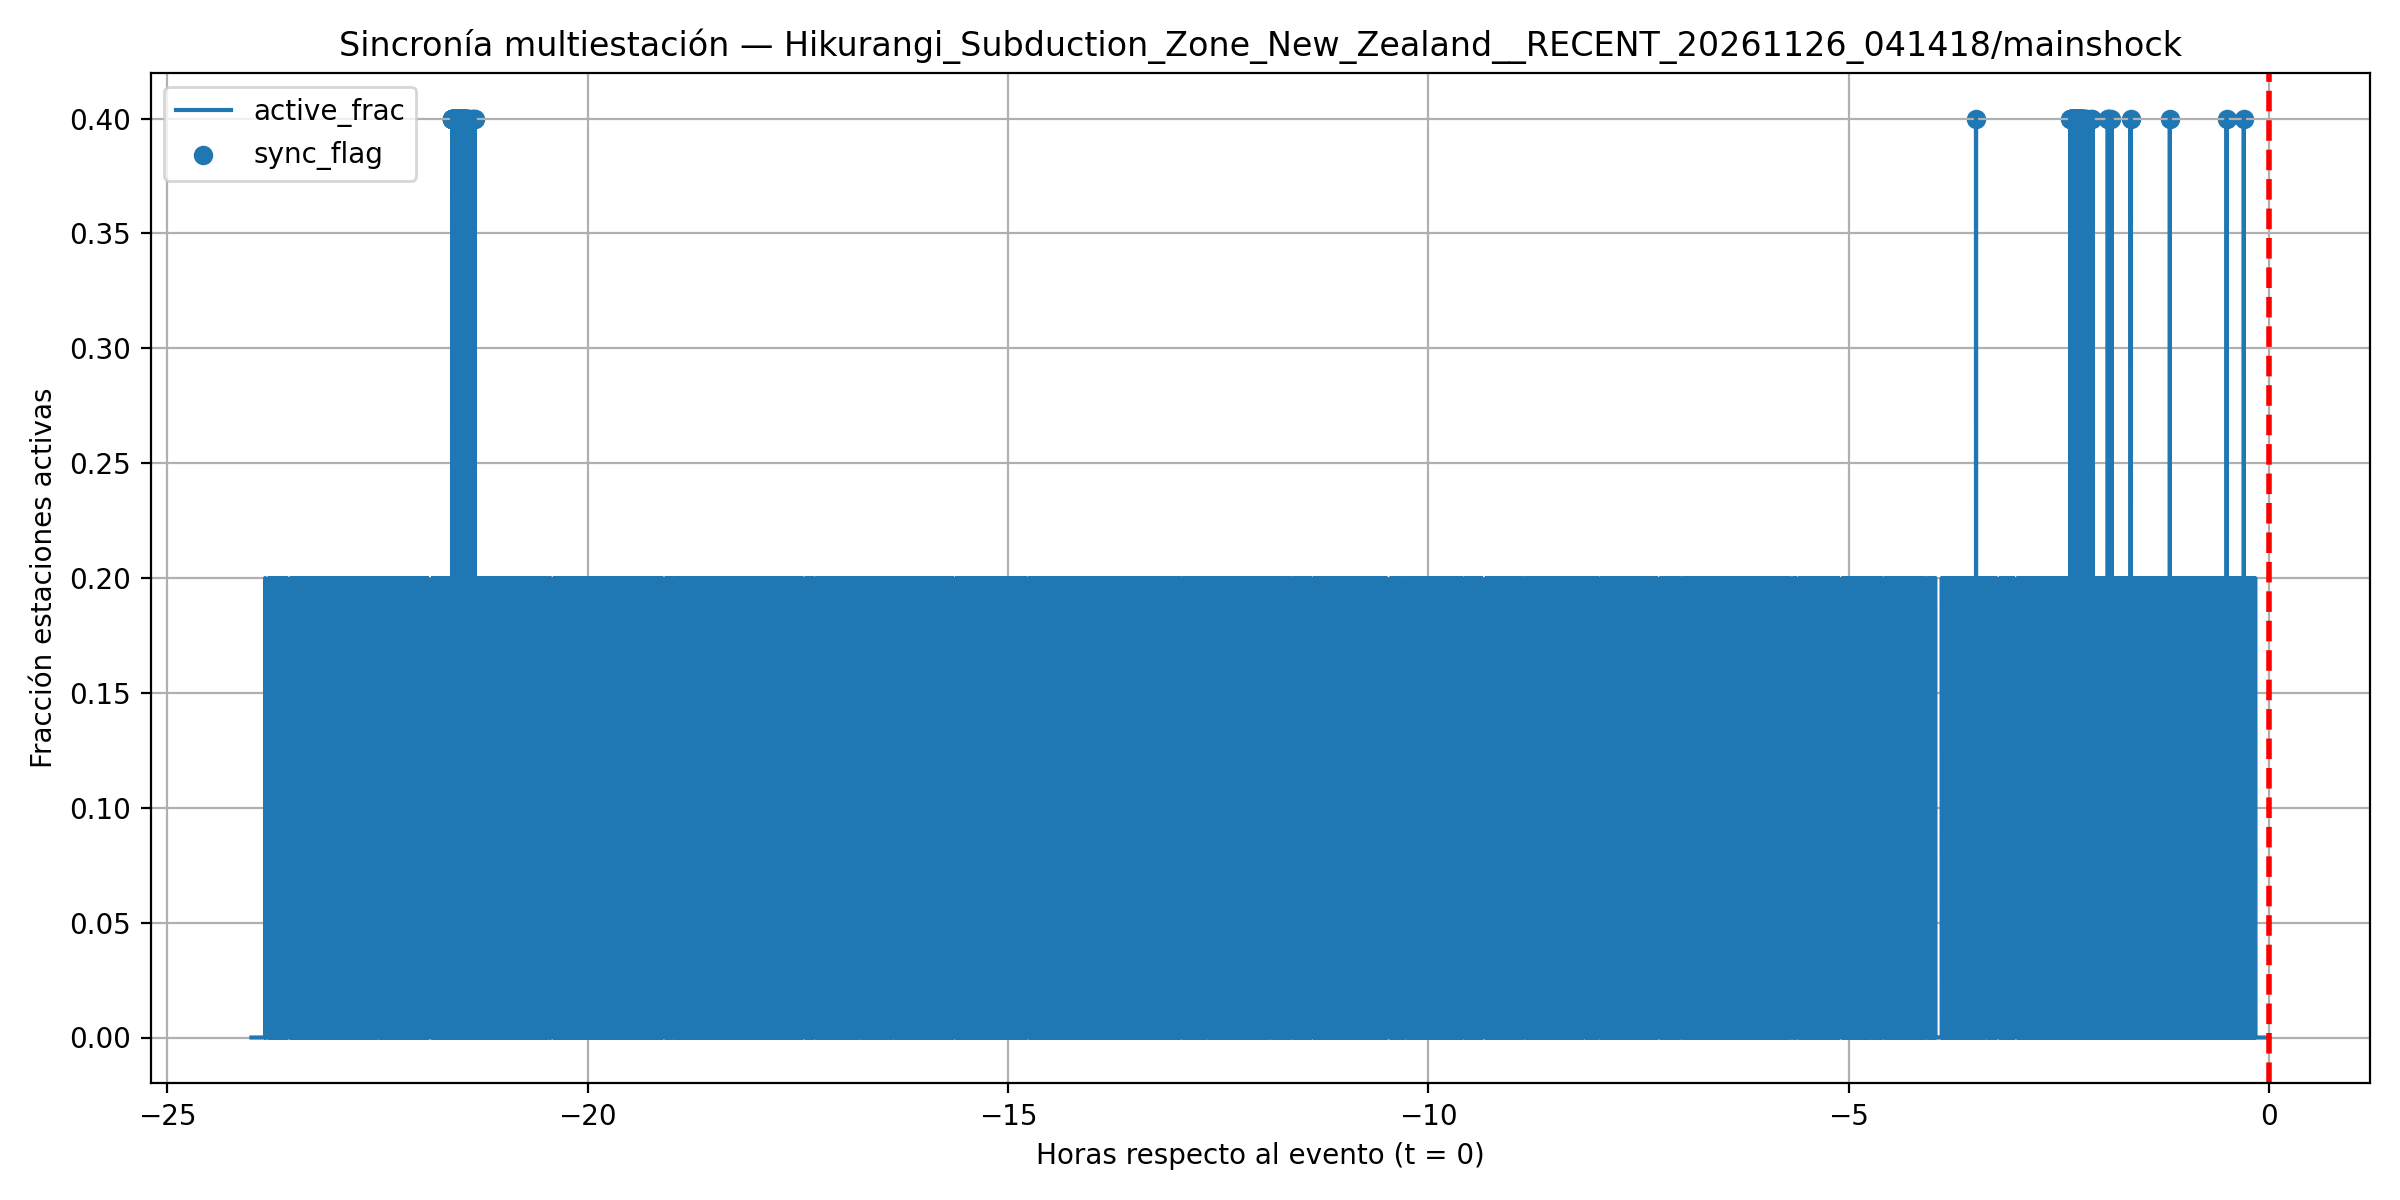 Sincronía multiestación — Hikurangi_Subduction_Zone_New_Zealand__RECENT_20261126_041418/mainshock
active_frac
sync_flag
Fracción estaciones activas
0.40
0.35
0.30
0.25
0.20
0.15
0.10
0.05
0.00
−25 −20 −15 −10 −5 0
Horas respecto al evento (t = 0)